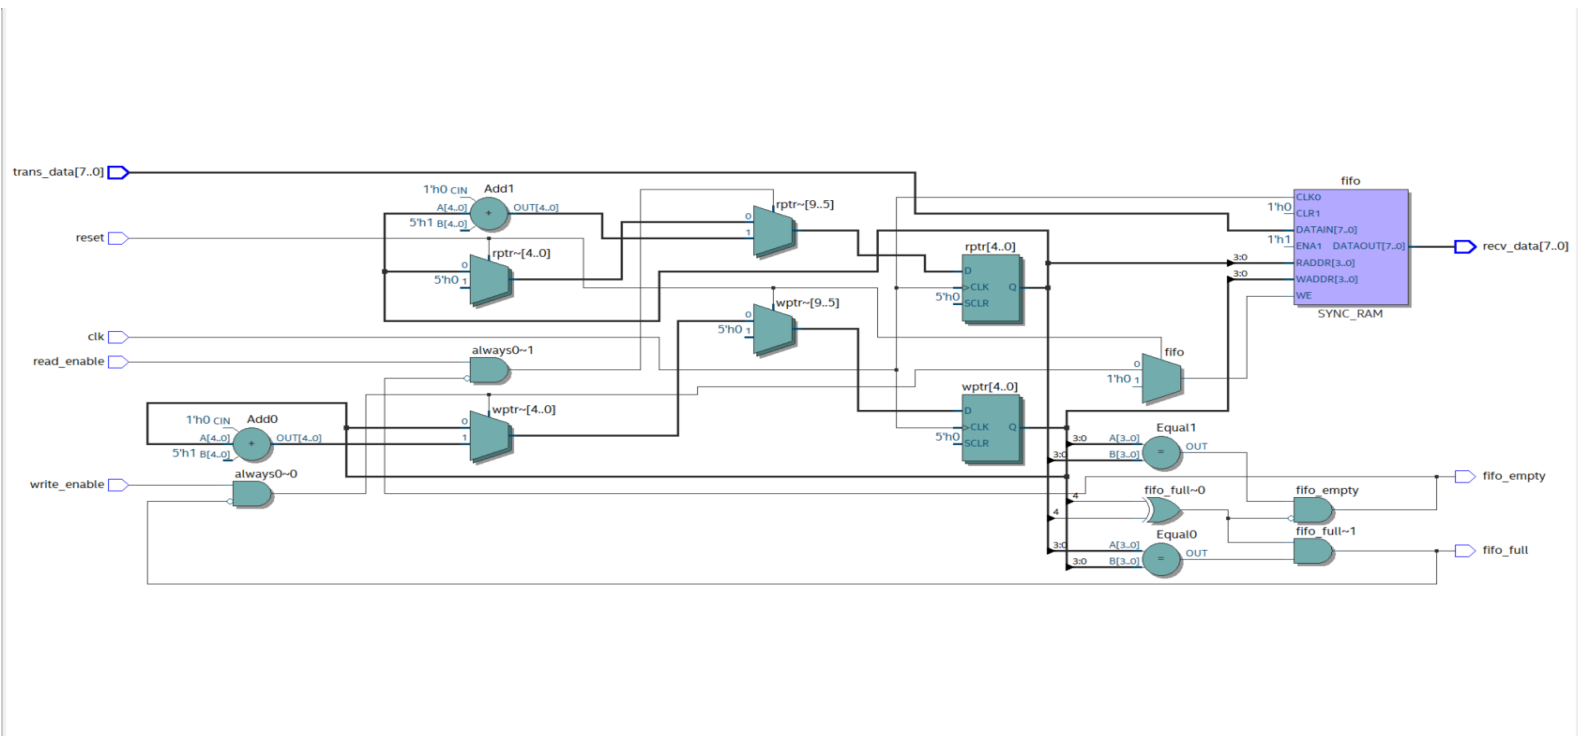 trans_data[7..0]
reset
clk
read_enable
write_enable
1'h0 CIN
Add1
A[4..0]
OUT[4..0]
5'h1 B[4..0]
+
rptr~[4..0]
0
5'h0 1
rptr~[9..5]
0
1
wptr~[9..5]
0
5'h0 1
always0~1
wptr~[4..0]
0
1
1'h0 CIN
Add0
A[4..0]
OUT[4..0]
5'h1 B[4..0]
+
always0~0
rptr[4..0]
D
>CLK
Q
5'h0
SCLR
wptr[4..0]
D
>CLK
Q
5'h0
SCLR
fifo
0
1'h0 1
fifo
CLK0
1'h0
CLR1
DATAIN[7..0]
1'h1
ENA1 DATAOUT[7..0]
3:0
RADDR[3..0]
3:0
WADDR[3..0]
WE
SYNC_RAM
recv_data[7..0]
Equal1
3:0
A[3..0]
OUT
3:0
B[3..0]
=
fifo_full~0
4
4
Equal0
3:0
A[3..0]
OUT
3:0
B[3..0]
=
fifo_empty
fifo_full~1
fifo_empty
fifo_full